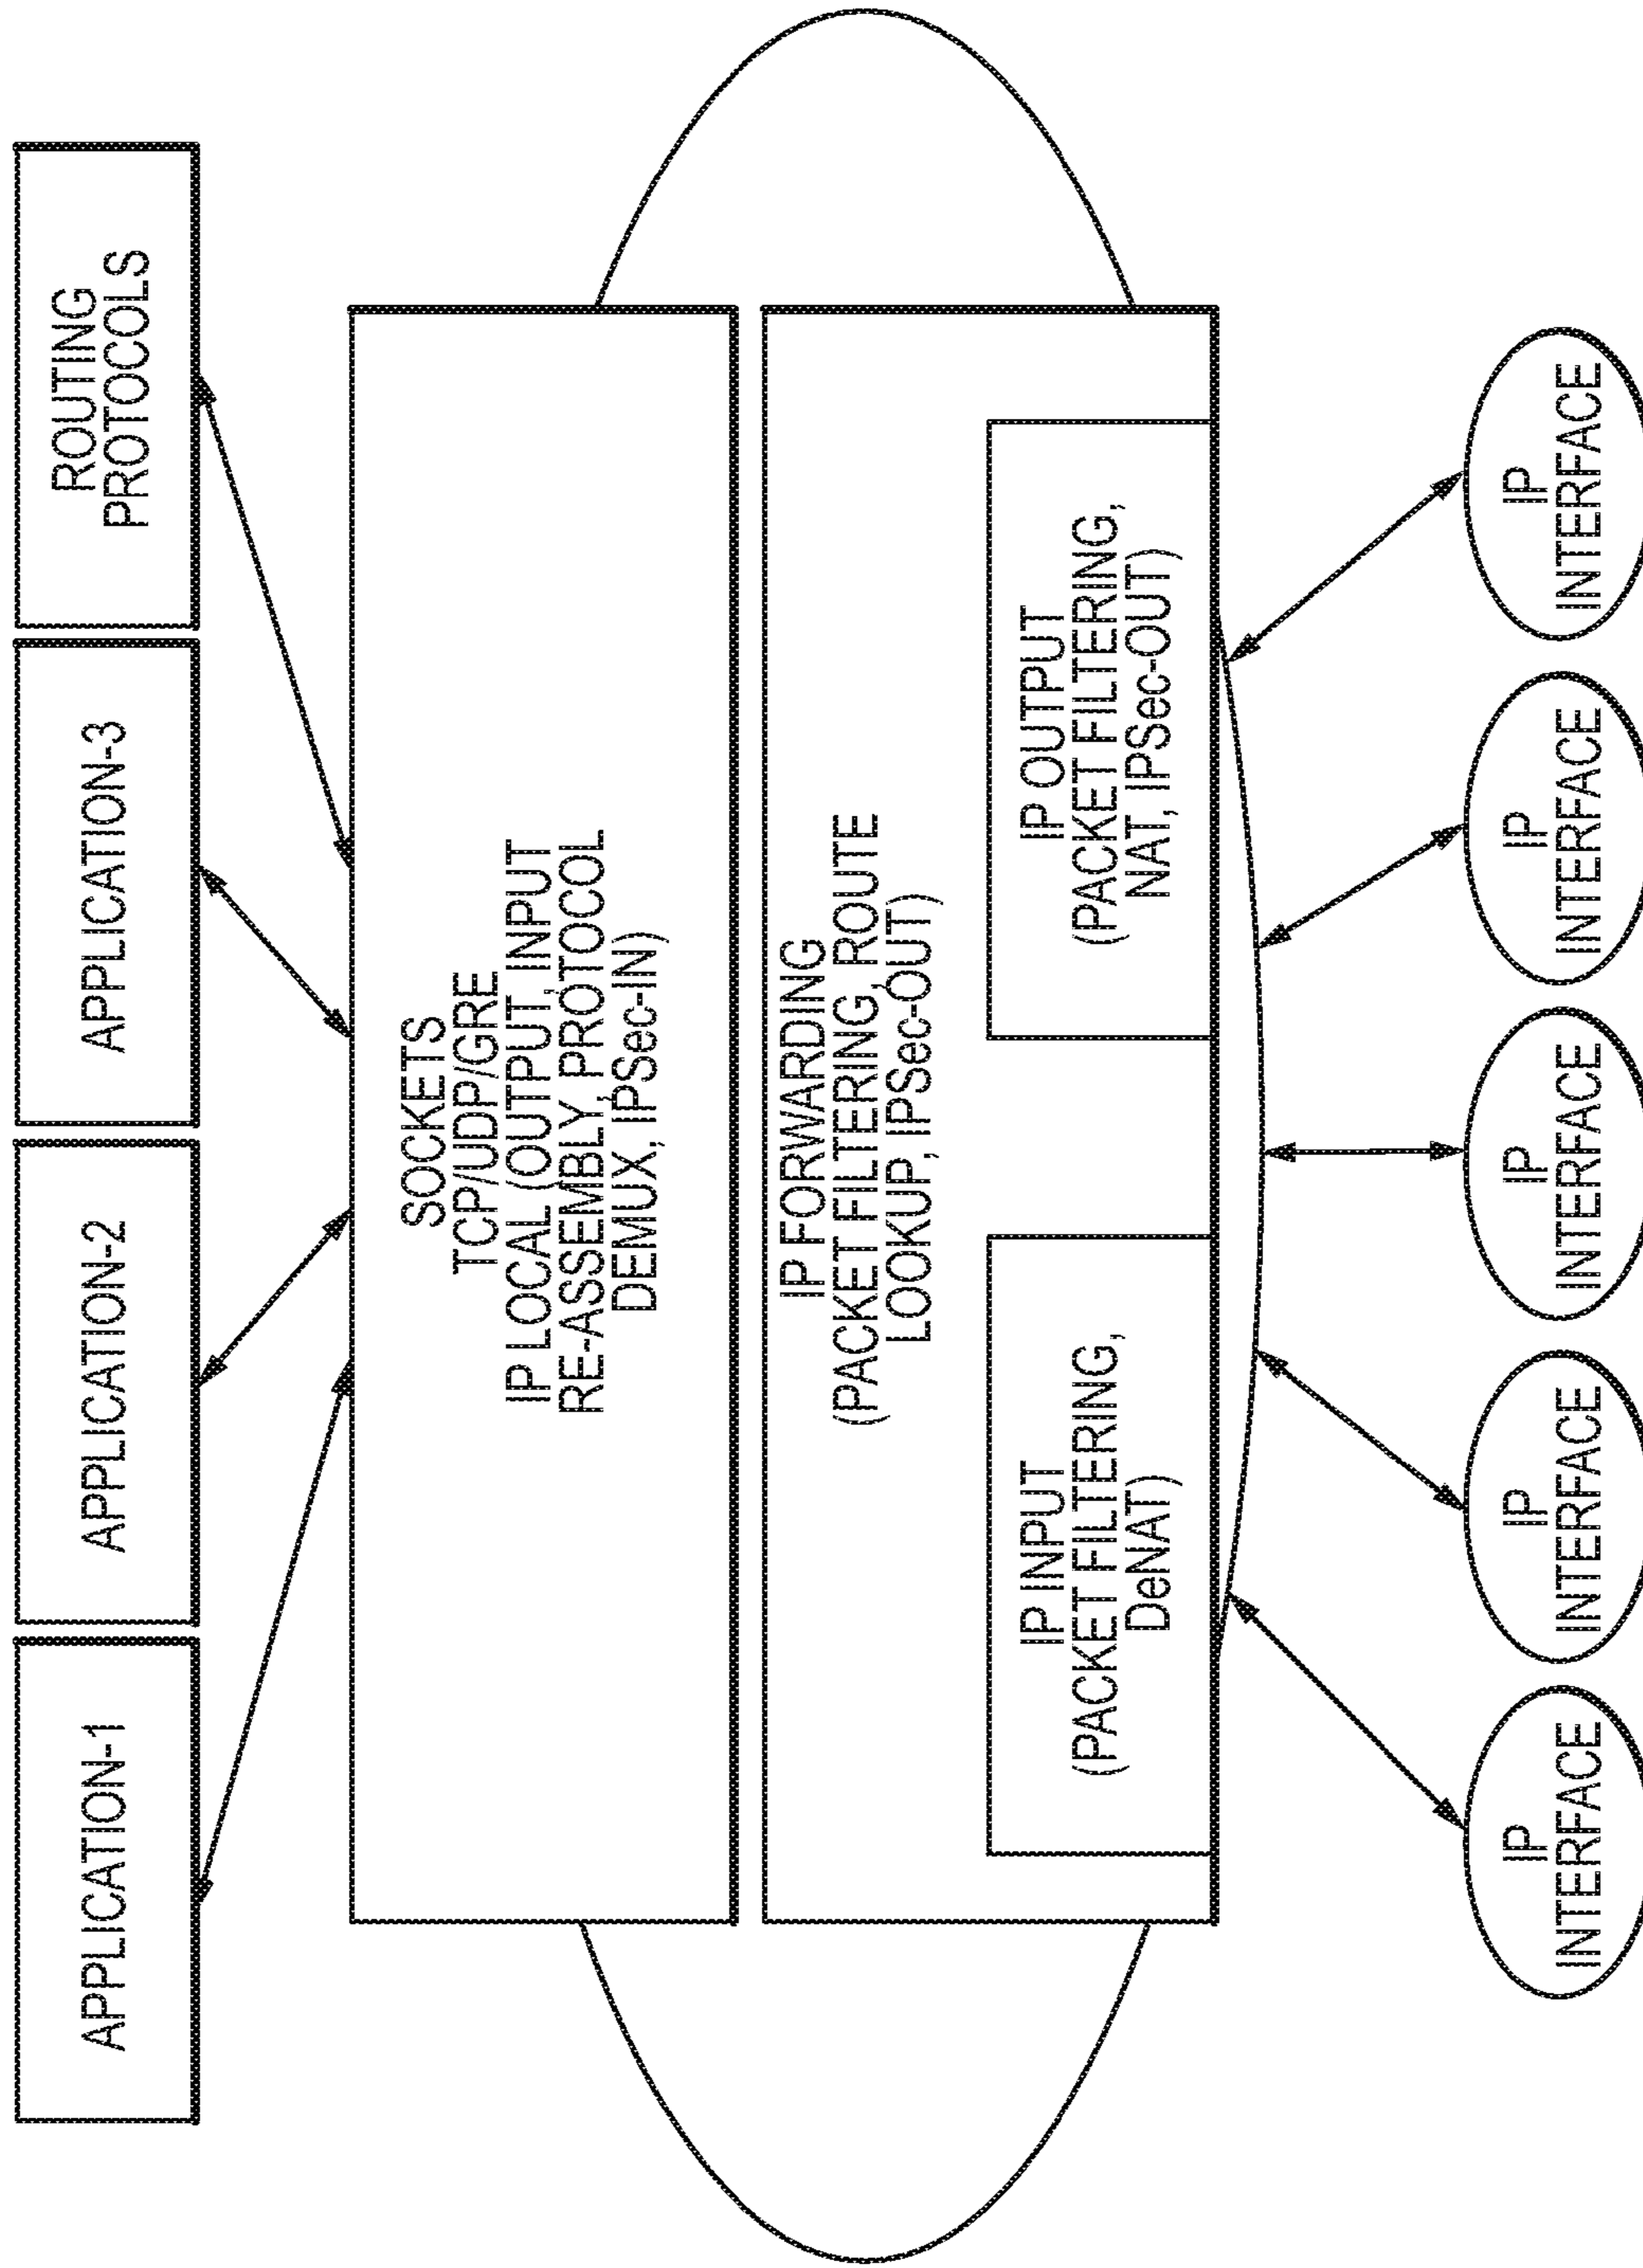 APPLICATION-1
APPLICATION-2
APPLICATION-3
ROUTING
PROTOCOLS
SOCKETS
TCP/UDP/GRE
IP LOCAL (OUTPUT, INPUT
RE-ASSEMBLY, PROTOCOL
DEMUX, IPSec-IN)
IP FORWARDING
(PACKET FILTERING, ROUTE
LOOKUP, IPSec-OUT)
IP INPUT
(PACKET FILTERING,
DeNAT)
IP OUTPUT
(PACKET FILTERING,
NAT, IPSec-OUT)
IP
INTERFACE
IP
INTERFACE
IP
INTERFACE
IP
INTERFACE
IP
INTERFACE